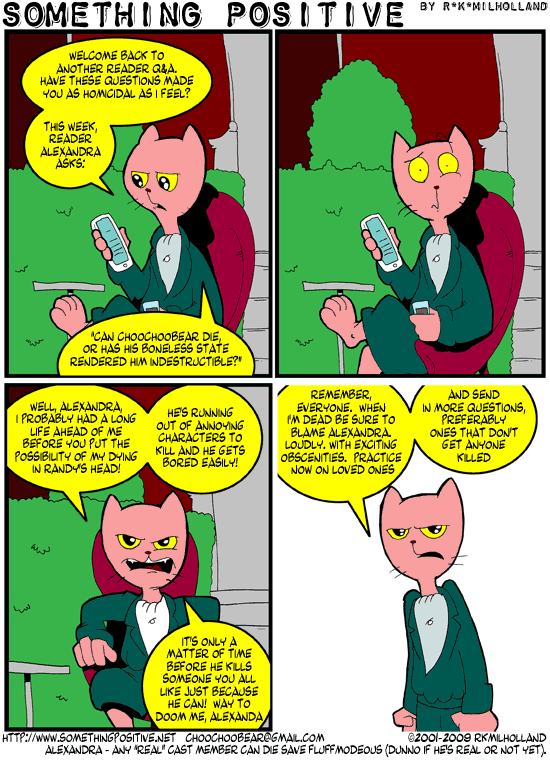 SOMETHING POSITIVE
BY R*K*MILHOLLAND
WELCOME BACK TO
ANOTHER READER Q&A.
HAVE THESE QUESTIONS MADE
YOU AS HOMICIDAL AS I FEEL?
THIS WEEK,
READER
ALEXANDRA
ASKS:
"CAN CHOOCHOOBEAR DIE,
OR HAS HIS BONELESS STATE
RENDERED HIM INDESTRUCTIBLE?"
WELL, ALEXANDRA,
I PROBABLY HAD A LONG
LIFE AHEAD OF ME
BEFORE YOU PUT THE
POSSIBILITY OF MY DYING
IN RANDY'S HEAD!
HE'S RUNNING
OUT OF ANNOYING
CHARACTERS TO
KILL AND HE GETS
BORED EASILY!
IT'S ONLY A
MATTER OF TIME
BEFORE HE KILLS
SOMEONE YOU ALL
LIKE JUST BECAUSE
HE CAN! WAY TO
DOOM ME, ALEXANDA
REMEMBER,
EVERYONE. WHEN
I'M DEAD BE SURE TO
BLAME ALEXANDRA.
LOUDLY. WITH EXCITING
OBSCENITIES. PRACTICE
NOW ON LOVED ONES
AND SEND
IN MORE QUESTIONS,
PREFERABLY
ONES THAT DON'T
GET ANYONE
KILLED
HTTP://WWW.SOMETHINGPOSITIVE.NET CHOOCHOOBEAR@GMAIL.COM ©2001-2009 RKMILHOLLAND
ALEXANDRA - ANY "REAL" CAST MEMBER CAN DIE SAVE FLUFFMODEOUS (DUNNO IF HE'S REAL OR NOT YET).